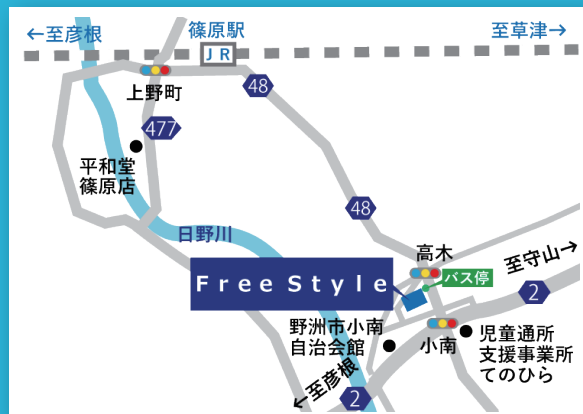 ←至彦根
篠原駅
至草津→
JR
上野町
48
477
平和堂
篠原店
48
日野川
高木
至守山→
バス停
Free Style
2
野洲市小南
自治会館
小南
児童通所
支援事業所
てのひら
←至彦根
2